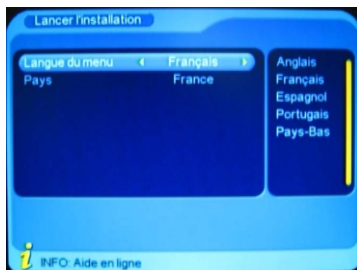 Lancer l'installation
Langue du menu Français
Pays France
Anglais
Français
Espagnol
Portugais
Pays-Bas
INFO: Aide en ligne